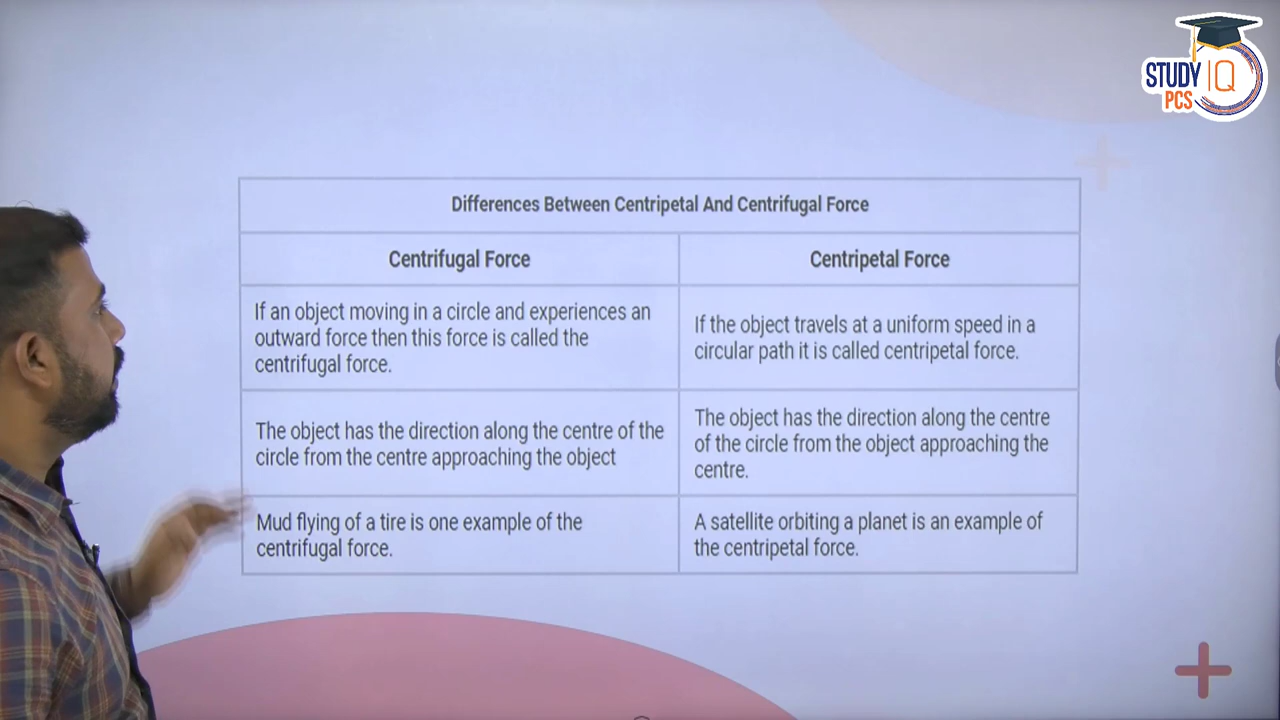 STUDY IQ
PCS
Differences Between Centripetal And Centrifugal Force
Centrifugal Force
Centripetal Force
If an object moving in a circle and experiences an
outward force then this force is called the
centrifugal force.
If the object travels at a uniform speed in a
circular path it is called centripetal force.
The object has the direction along the centre of the
circle from the centre approaching the object
The object has the direction along the centre
of the circle from the object approaching the
centre.
Mud flying of a tire is one example of the
centrifugal force.
A satellite orbiting a planet is an example of
the centripetal force.